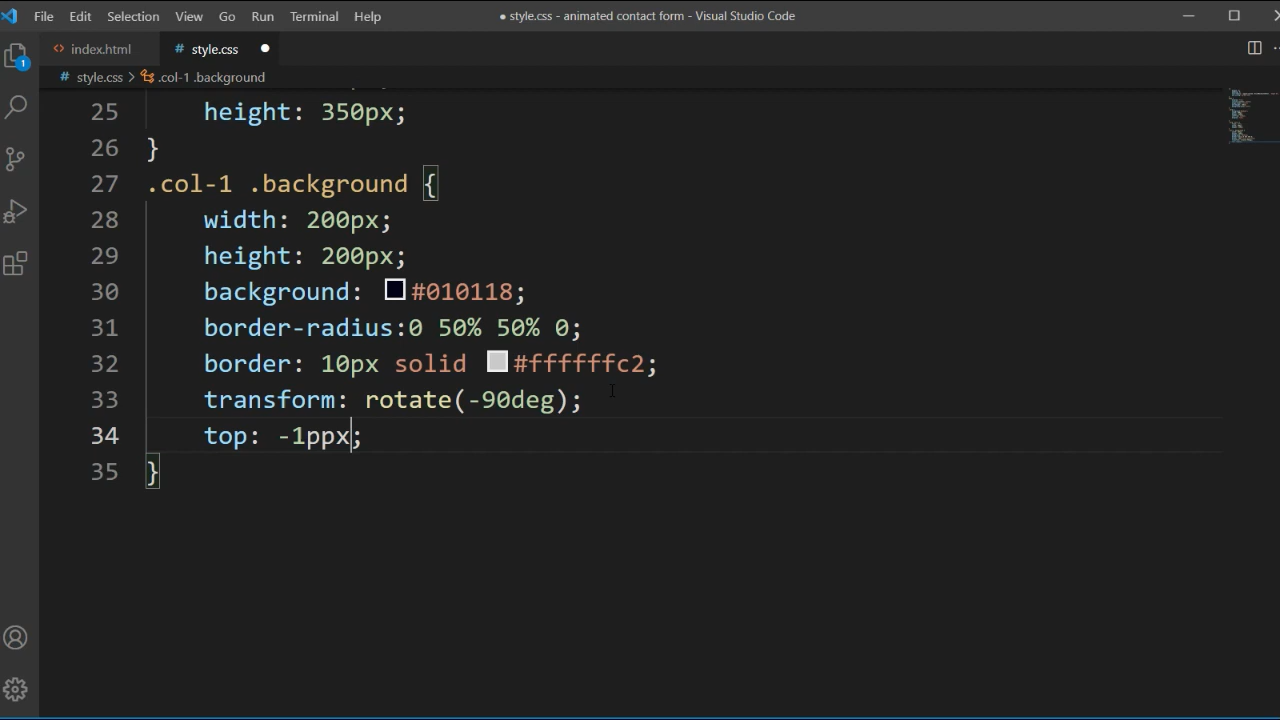 File Edit Selection View Go Run Terminal Help ● style.css - animated contact form - Visual Studio Code
<> index.html # style.css ●
# style.css > .col-1 .background
1
25 height: 350px;
26 }
27 .col-1 .background {
28 width: 200px;
29 height: 200px;
30 background: #010118;
31 border-radius:0 50% 50% 0;
32 border: 10px solid #ffffffc2;
33 transform: rotate(-90deg);
34 top: -1ppx;
35 }